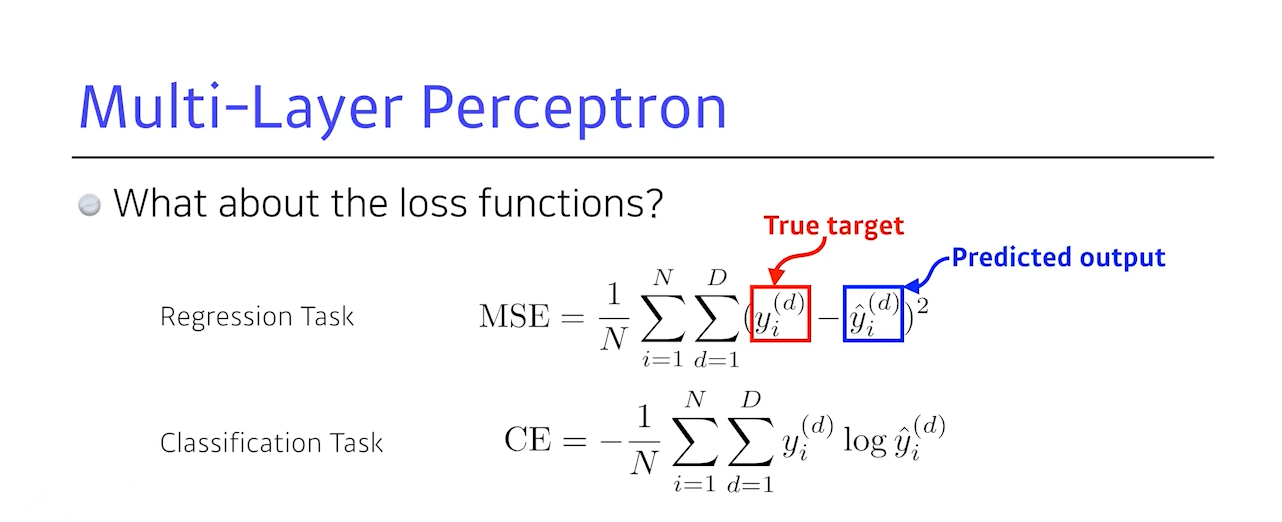 Multi-Layer Perceptron
What about the loss functions?
True target
Predicted output
Regression Task
MSE = \frac{1}{N} \sum_{i=1}^{N} \sum_{d=1}^{D} (y_i^{(d)} - \hat{y}_i^{(d)})^2
Classification Task
CE = -\frac{1}{N} \sum_{i=1}^{N} \sum_{d=1}^{D} y_i^{(d)} \log \hat{y}_i^{(d)}